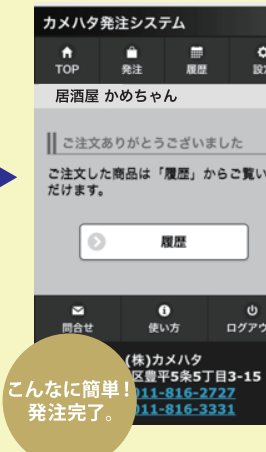 カメハタ発注システム
TOP 発注 履歴 設
居酒屋 かめちゃん
ご注文ありがとうございました
ご注文した商品は「履歴」からご覧い
だけます。
履歴
問合せ 使い方 ログアウ
(株)カメハタ
区豊平5条5丁目3-15
011-816-2727
011-816-3331
こんなに簡単!
発注完了。